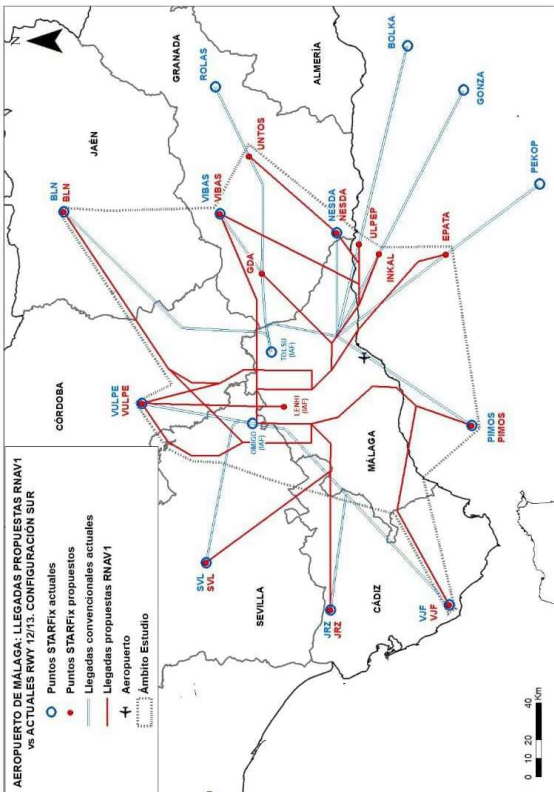 AEROPUERTO DE MÁLAGA: LLEGADAS PROPUESTAS RNAV1
vs ACTUALES RWY 12/13. CONFIGURACIÓN SUR
Puntos STARFix actuales
Puntos STARFix propuestos
Llegadas convencionales actuales
Llegadas propuestas RNAV1
Aeropuerto
Ámbito Estudio
N
CÓRDOBA
JAÉN
GRANADA
ALMERÍA
SEVILLA
CÁDIZ
MÁLAGA
BLN
BLN
VULPE
VULPE
SVL
SVL
JRZ
JRZ
VJF
VJF
VIBAS
VIBAS
ROLAS
UNTOS
GDA
NESDA
NESDA
BOLKA
GONZA
PEKOP
ULPEP
INKAL
EPATA
TOLSU
(IAF)
OMIGO
(IAF)
LENHI
(IAF)
PIMOS
PIMOS
0 10 20 40
Km